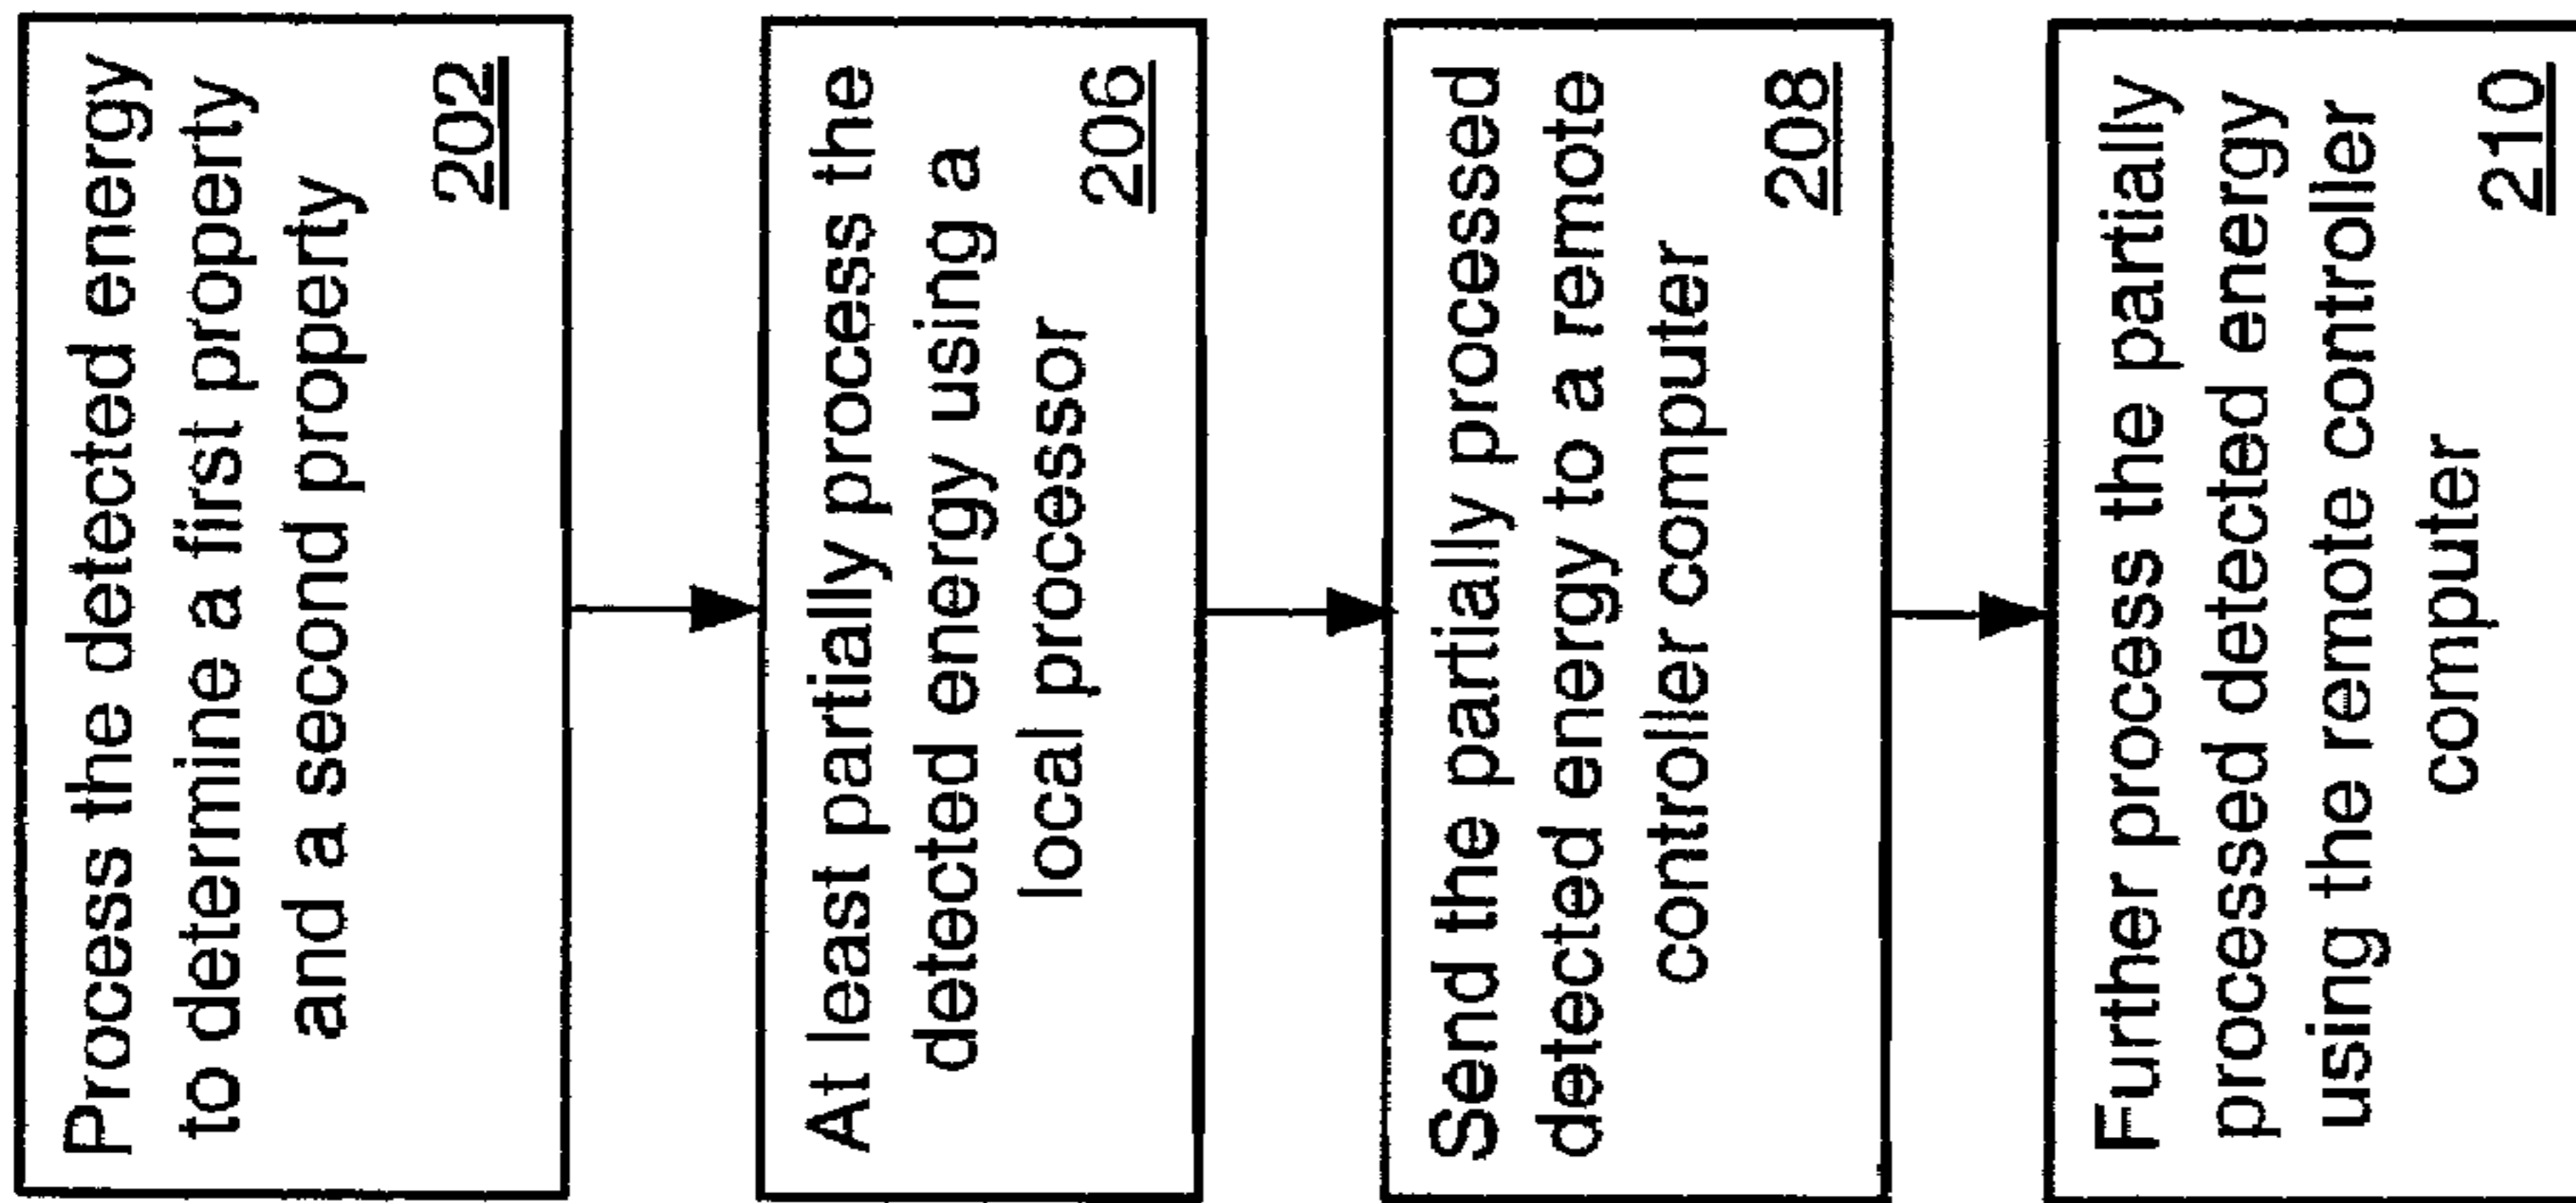 Process the detected energy
to determine a first property
and a second property
202
At least partially process the
detected energy using a
local processor
206
Send the partially processed
detected energy to a remote
controller computer
208
Further process the partially
processed detected energy
using the remote controller
computer
210